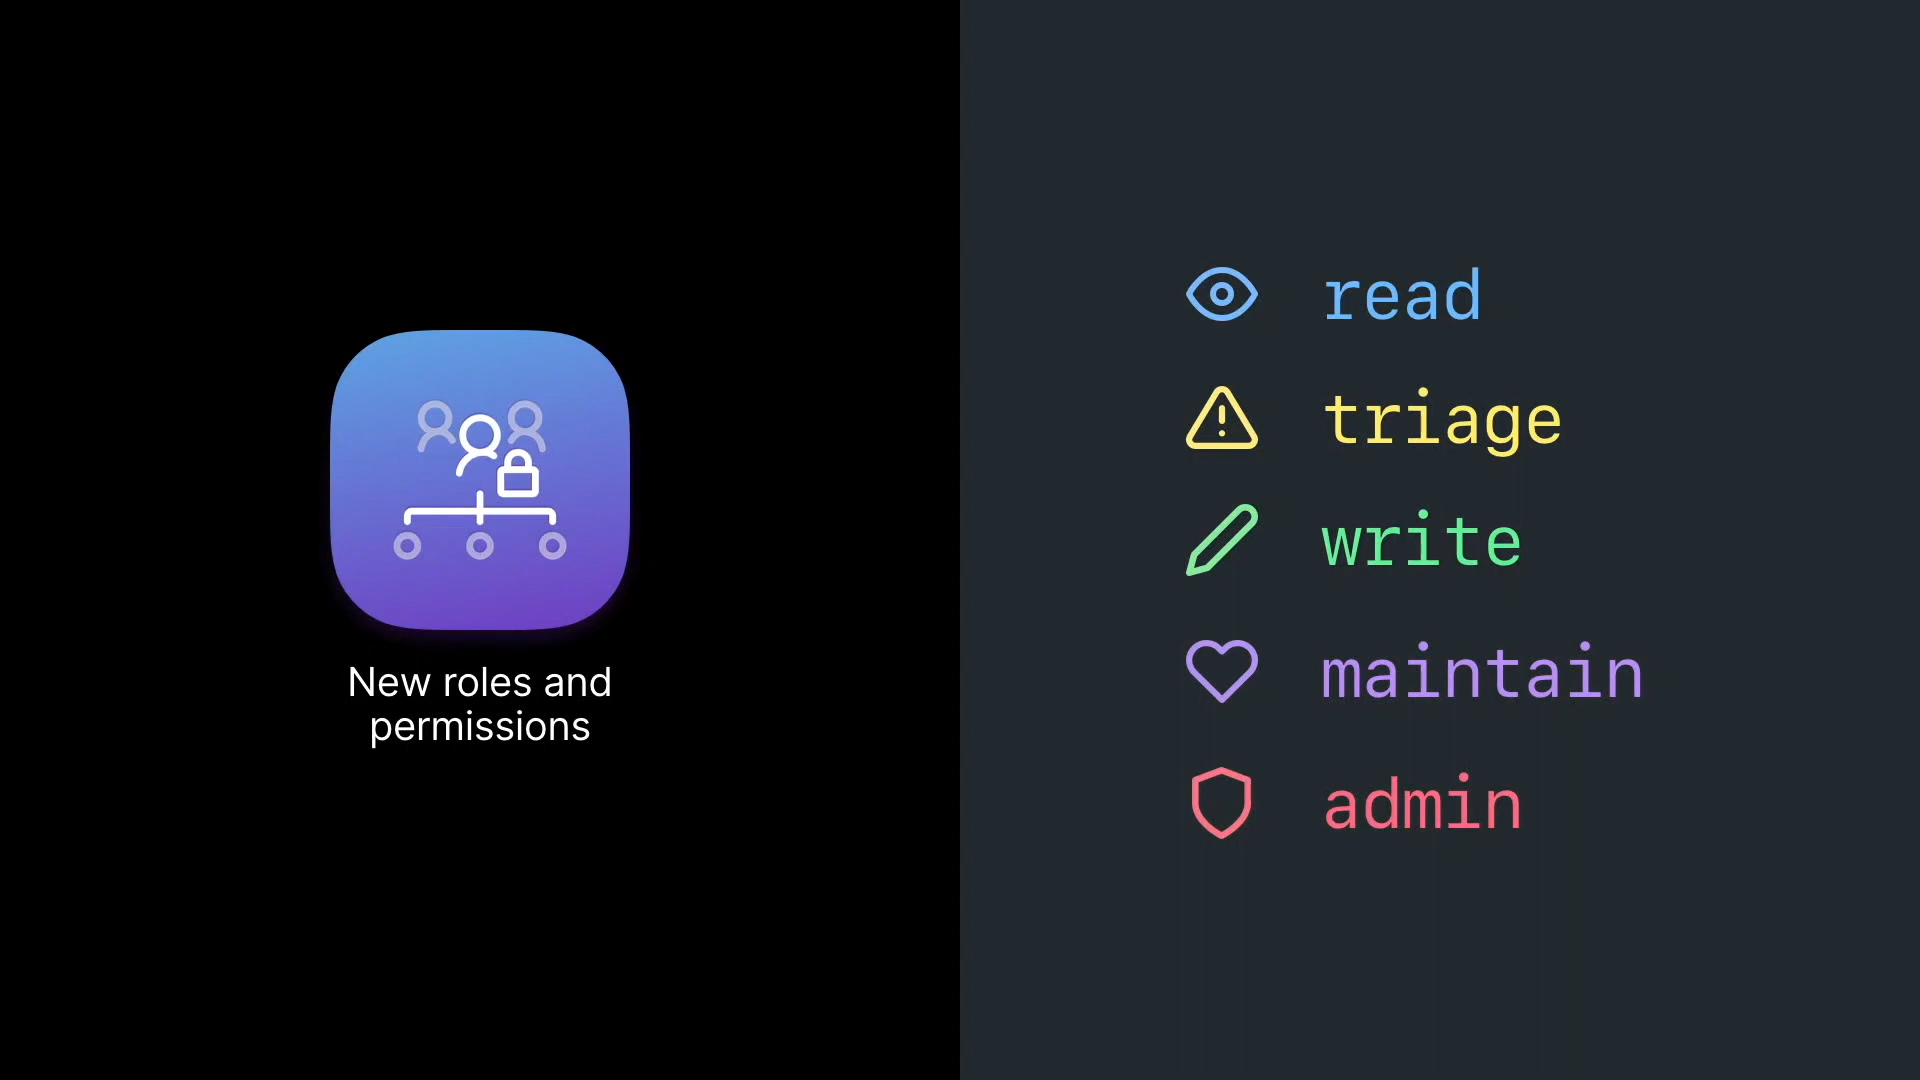 New roles and
permissions
read
triage
write
maintain
admin